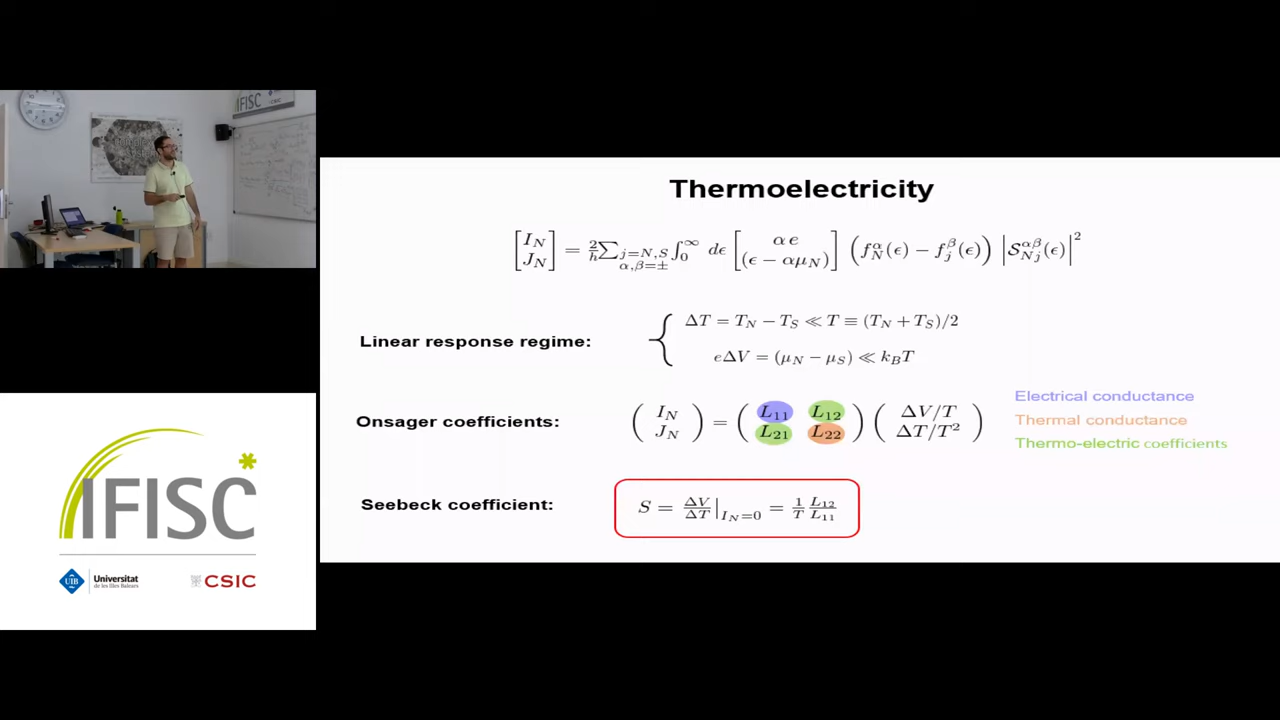 IFISC
Thermoelectricity
[I_N J_N] = 2/h ∑_{j=N,S α,β=±} ∫_0^∞ dϵ [α e (ϵ − αμ_N)] (f_N^α(ϵ) − f_j^β(ϵ)) |S_{Nj}^{αβ}(ϵ)|^2
Linear response regime:
ΔT = T_N − T_S ≪ T ≡ (T_N + T_S)/2
eΔV = (μ_N − μ_S) ≪ k_B T
Onsager coefficients:
(I_N J_N) = (L_11 L_12 L_21 L_22) (ΔV/T ΔT/T^2)
Electrical conductance
Thermal conductance
Thermo-electric coefficients
Seebeck coefficient:
S = ΔV/ΔT |_{I_N=0} = 1/T L_12/L_11
IFISC*
UIB
Universitat
de les Illes Balears
CSIC